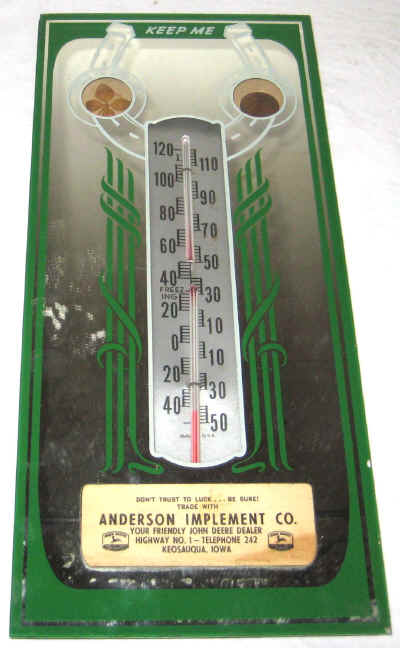 KEEP ME
120
110
100
90
80
70
60
50
40
FREEZ-ING
30
20
10
0
10
20
30
40
50
DON'T TRUST TO LUCK . . . BE SURE!
TRADE WITH
ANDERSON IMPLEMENT CO.
YOUR FRIENDLY JOHN DEERE DEALER
HIGHWAY NO. 1 — TELEPHONE 242
KEOSAUQUA, IOWA